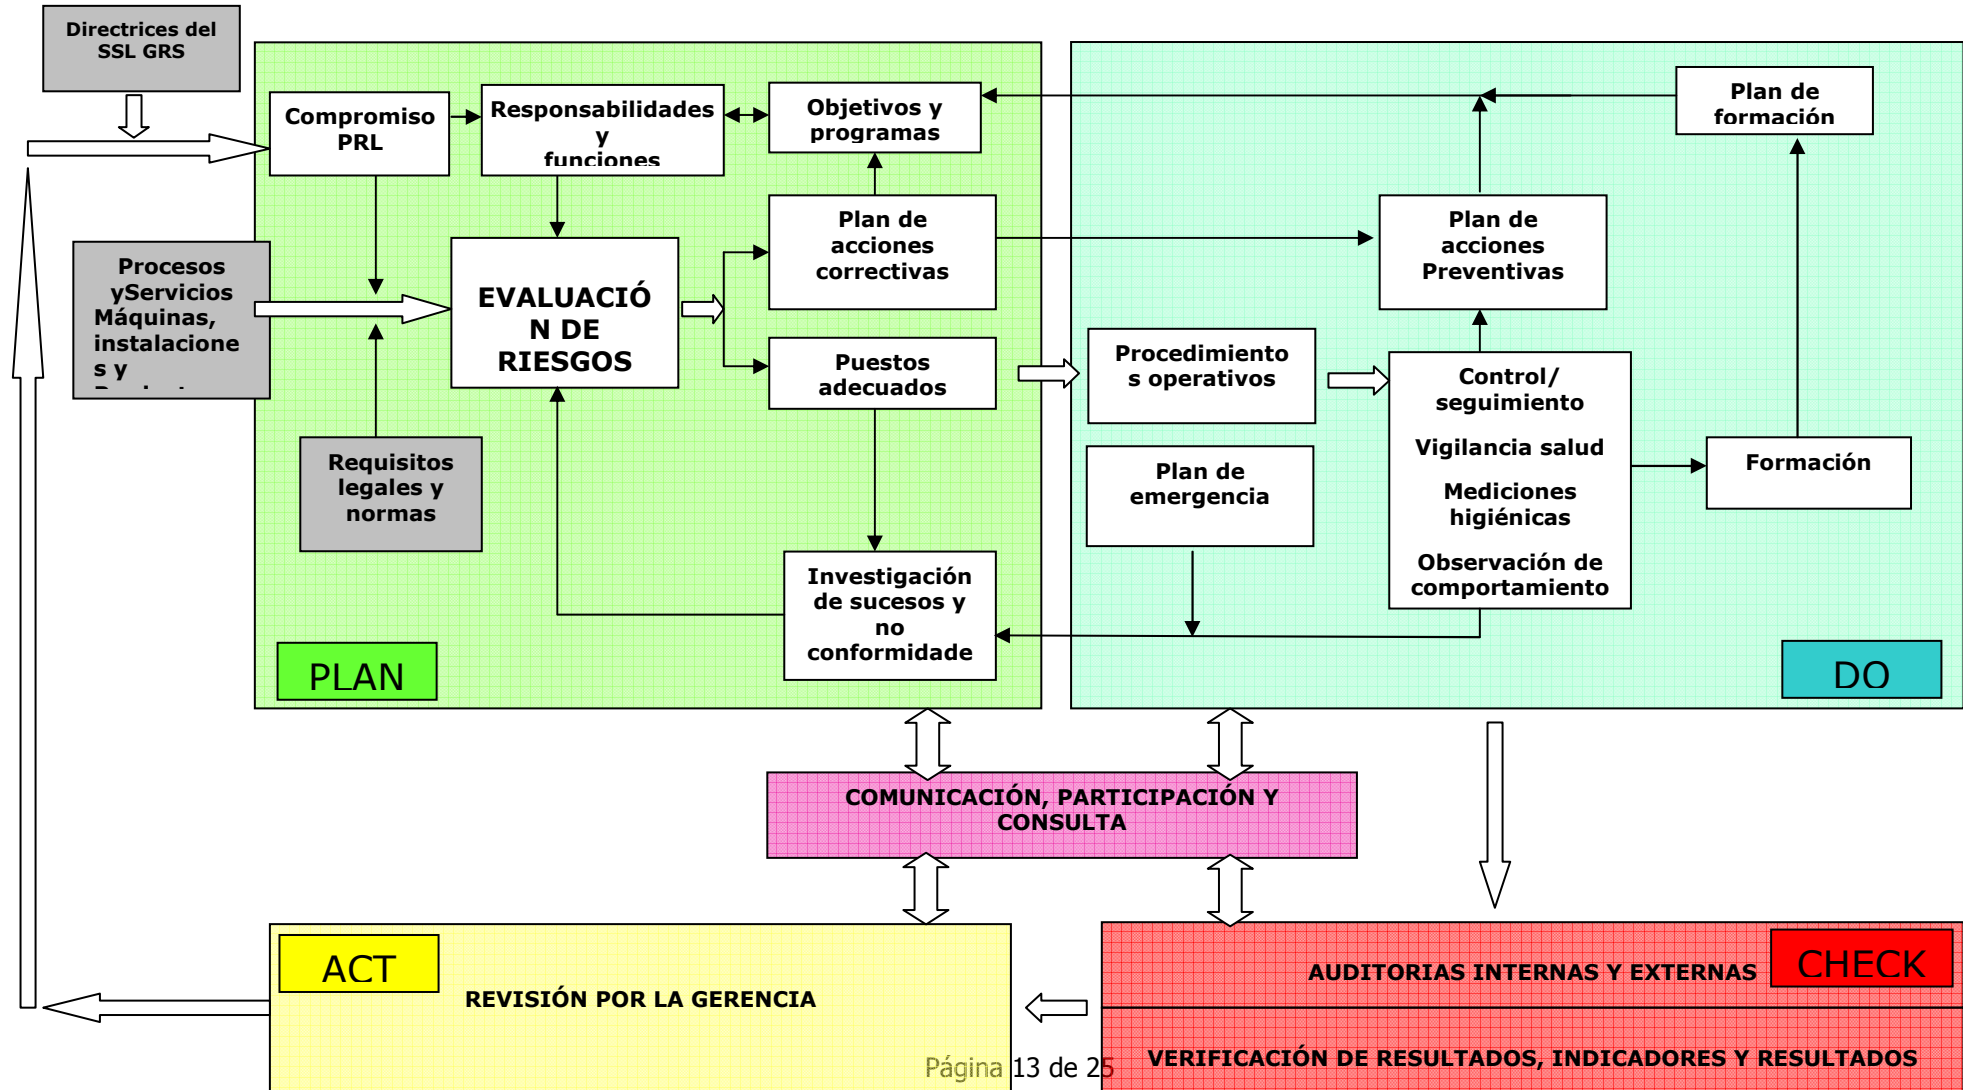 Directrices del
SSL GRS
Compromiso
PRL
Responsabilidades
y
funciones
Objetivos y
programas
Plan de
formación
Procesos
yServicios
Máquinas,
instalacione
s y
EVALUACIÓ
N DE
RIESGOS
Plan de
acciones
correctivas
Plan de
acciones
Preventivas
Puestos
adecuados
Procedimiento
s operativos
Control/
seguimiento
Vigilancia salud
Mediciones
higiénicas
Observación de
comportamiento
Requisitos
legales y
normas
Plan de
emergencia
Formación
Investigación
de sucesos y
no
conformidade
PLAN
DO
COMUNICACIÓN, PARTICIPACIÓN Y
CONSULTA
ACT
REVISIÓN POR LA GERENCIA
CHECK
AUDITORIAS INTERNAS Y EXTERNAS
VERIFICACIÓN DE RESULTADOS, INDICADORES Y RESULTADOS
Página 13 de 25